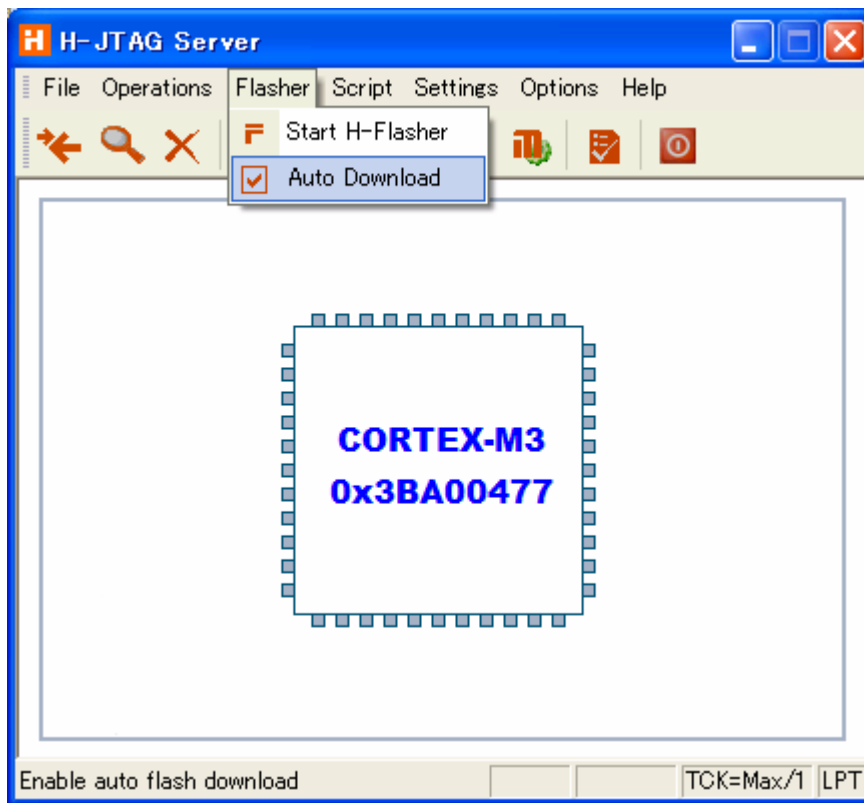 H-JTAG Server
File Operations Flasher Script Settings Options Help
Start H-Flasher
Auto Download
CORTEX-M3
0x3BA00477
Enable auto flash download TCK=Max/1 LPT